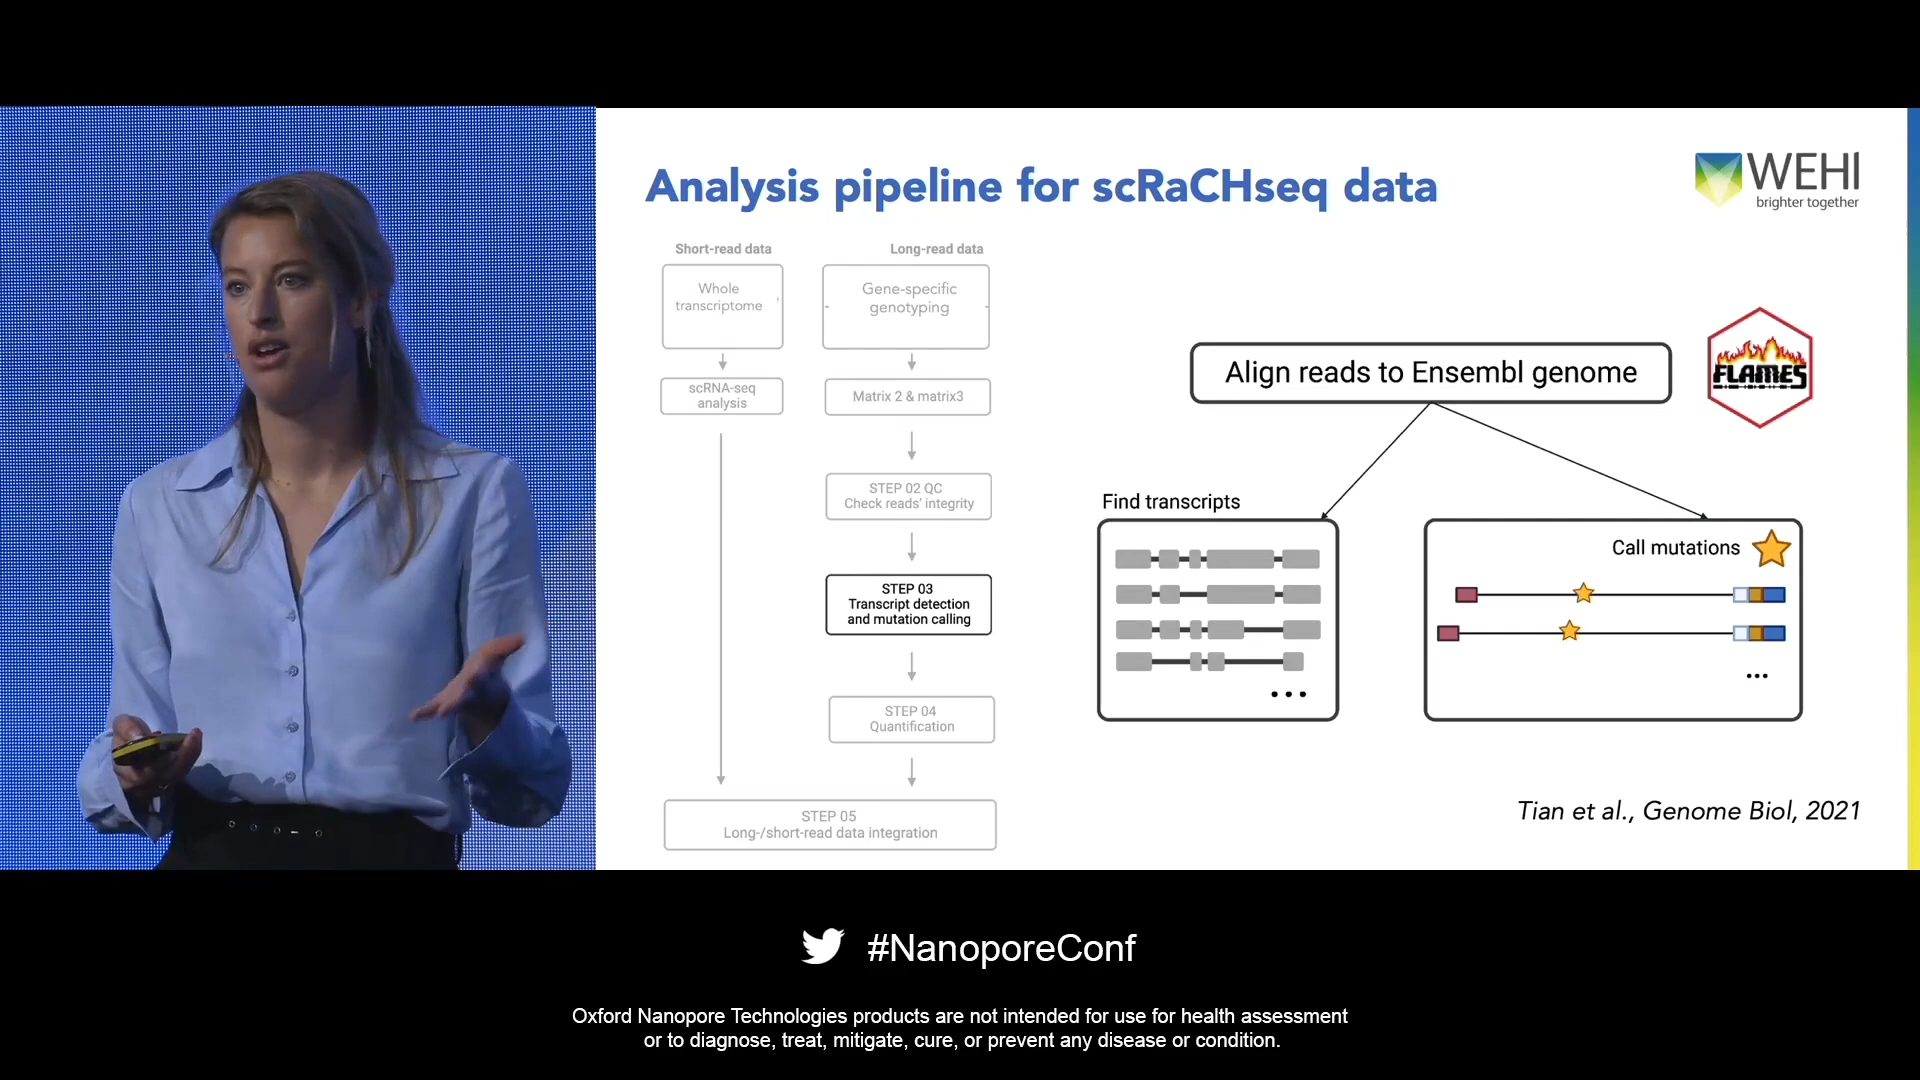 Analysis pipeline for scRaCHseq data
WEHI
brighter together
Short-read data
Long-read data
Whole
transcriptome
Gene-specific
genotyping
scRNA-seq
analysis
Matrix 2 & matrix3
STEP 02 QC
Check reads' integrity
STEP 03
Transcript detection
and mutation calling
STEP 04
Quantification
STEP 05
Long-/short-read data integration
Align reads to Ensembl genome
FLAMES
Find transcripts
...
Call mutations
...
Tian et al., Genome Biol, 2021
#NanoporeConf
Oxford Nanopore Technologies products are not intended for use for health assessment
or to diagnose, treat, mitigate, cure, or prevent any disease or condition.